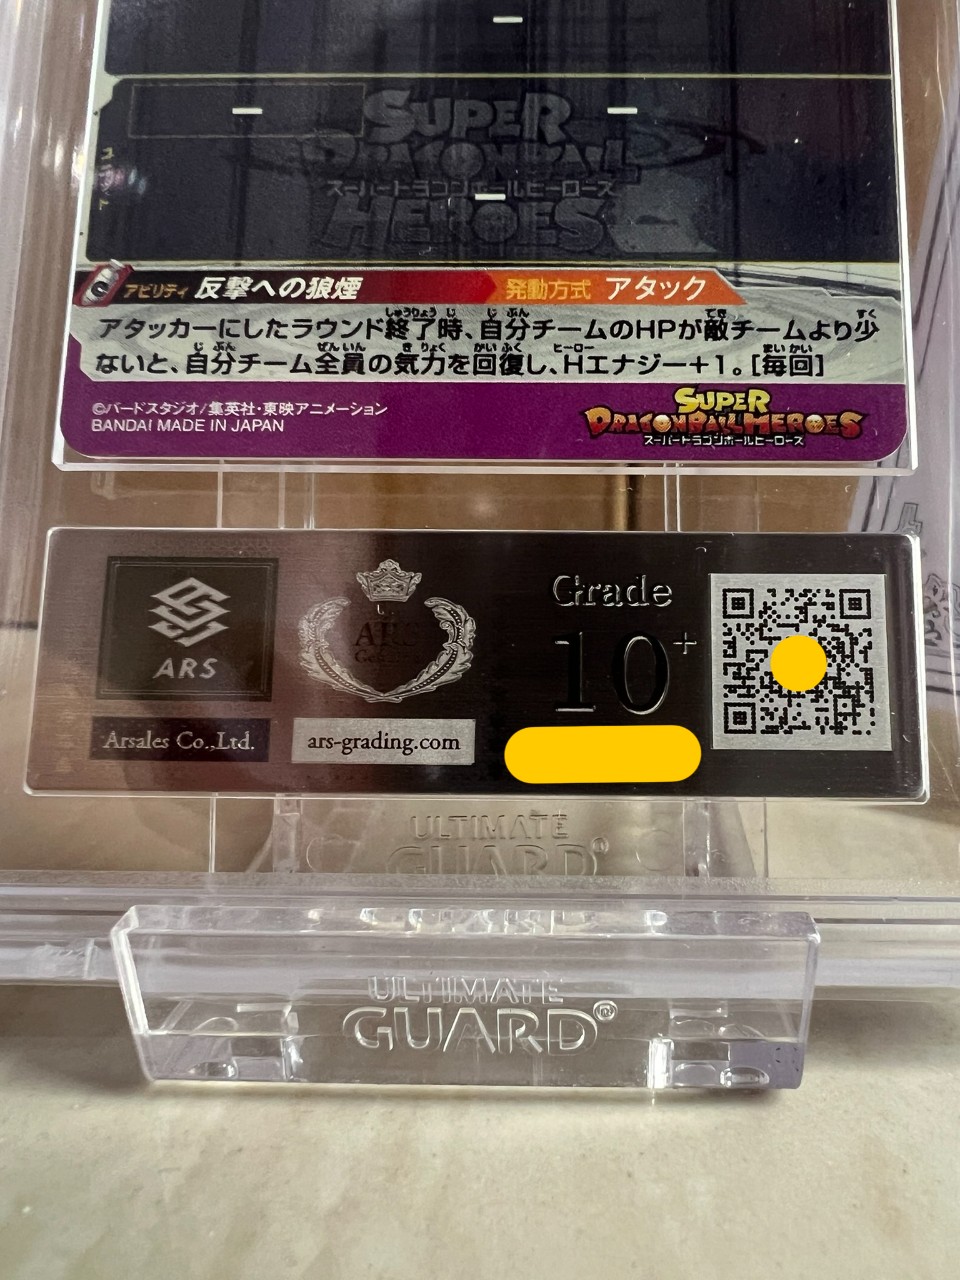 SUPER
DRAGONBALL
スーパードラゴンボールヒーローズ
HEROES
アビリティ 反撃への狼煙 発動方式 アタック
アタッカーにしたラウンド終了時、自分チームのHPが敵チームより少
ないと、自分チーム全員の気力を回復し、Hエナジー+1。[毎回]
©バードスタジオ/集英社・東映アニメーション
BANDAI MADE IN JAPAN
SUPER
DRAGONBALL HEROES
スーパードラゴンボールヒーローズ
ARS
Arsales Co.,Ltd.
ARS
ars-grading.com
Grade
10+
ULTIMATE
GUARD®
ULTIMATE
GUARD®